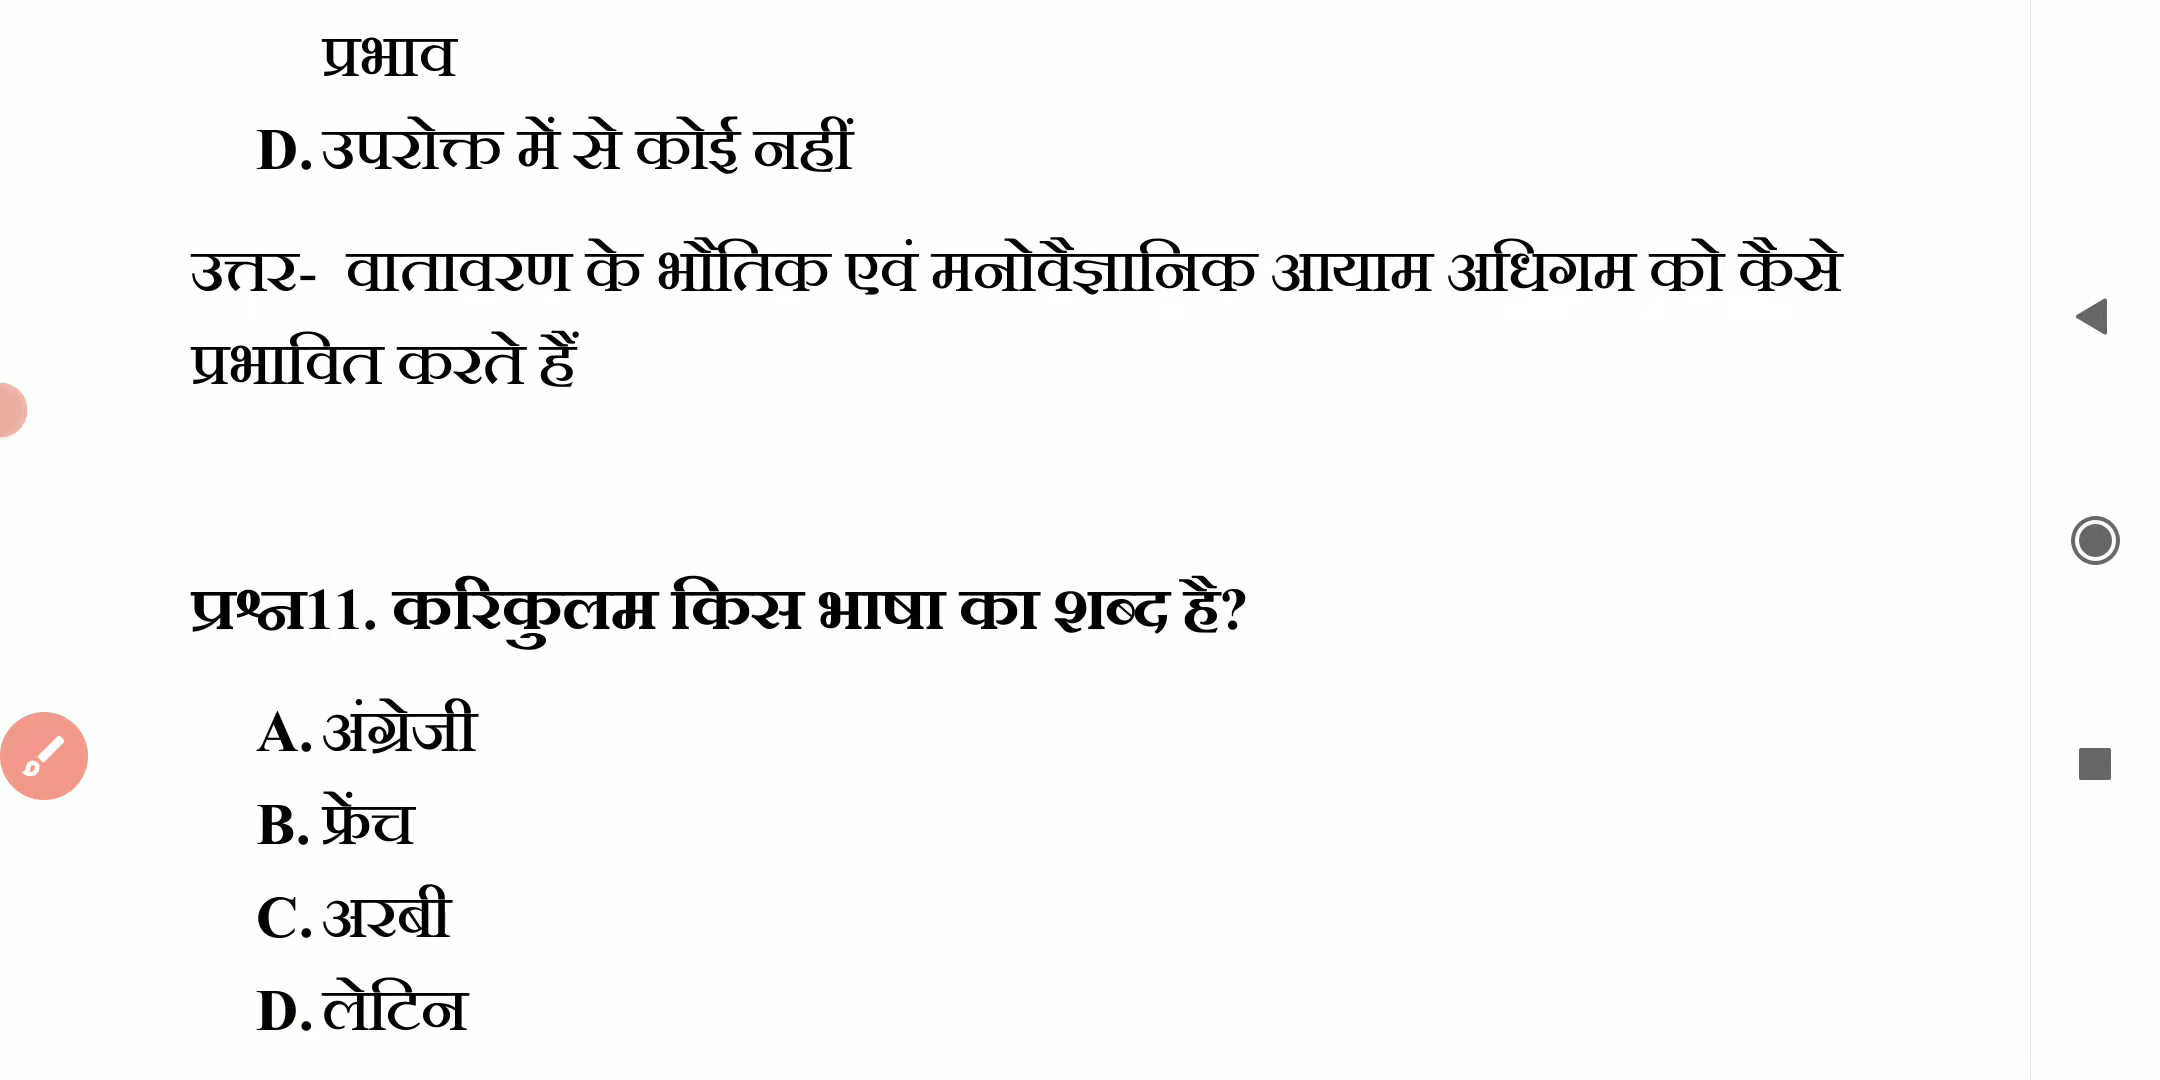 प्रभाव
D. उपरोक्त में से कोई नहीं
उत्तर- वातावरण के भौतिक एवं मनोवैज्ञानिक आयाम अधिगम को कैसे
प्रभावित करते हैं
प्रश्न11. करिकुलम किस भाषा का शब्द है?
A. अंग्रेजी
B. फ्रेंच
C. अरबी
D. लेटिन